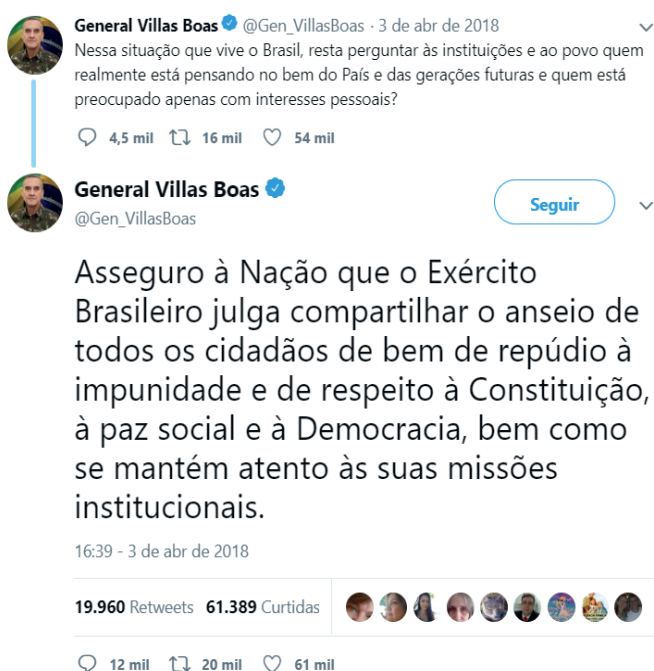 General Villas Boas @Gen_VillasBoas · 3 de abr de 2018
Nessa situação que vive o Brasil, resta perguntar às instituições e ao povo quem
realmente está pensando no bem do País e das gerações futuras e quem está
preocupado apenas com interesses pessoais?
4,5 mil 16 mil 54 mil
General Villas Boas
@Gen_VillasBoas
Seguir
Asseguro à Nação que o Exército
Brasileiro julga compartilhar o anseio de
todos os cidadãos de bem de repúdio à
impunidade e de respeito à Constituição,
à paz social e à Democracia, bem como
se mantém atento às suas missões
institucionais.
16:39 - 3 de abr de 2018
19.960 Retweets 61.389 Curtidas
12 mil 20 mil 61 mil